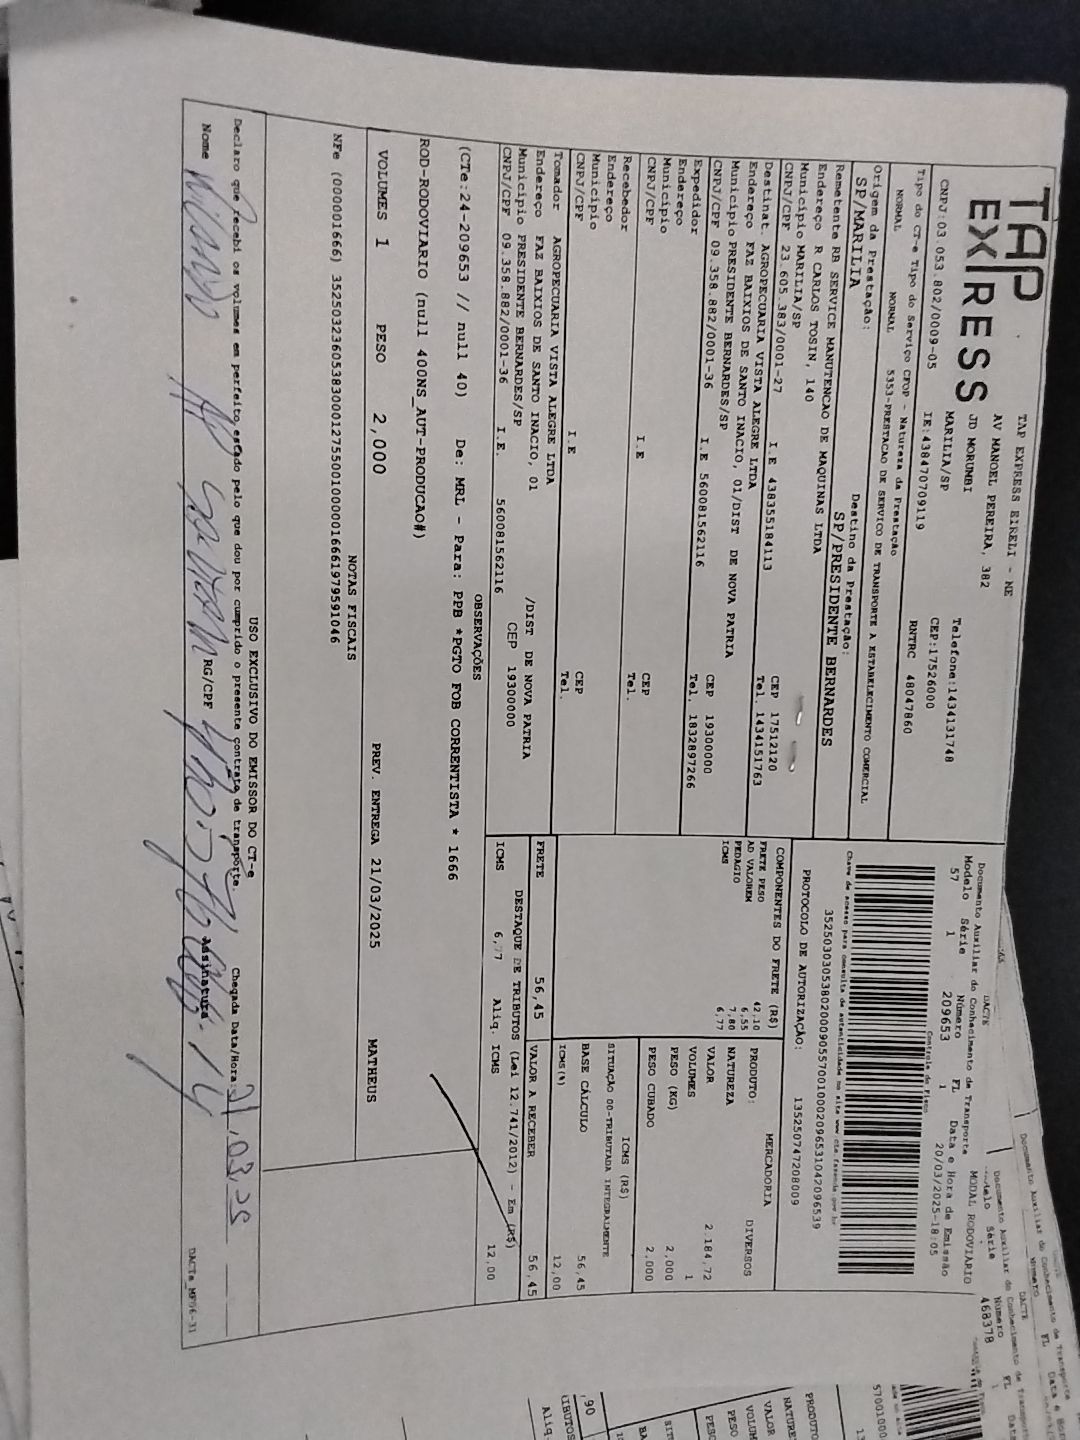 TAP
EXPRESS
TAP EXPRESS EIRELI - ME
AV MANOEL PEREIRA, 382
JD MORUMBI
MARILIA/SP
Telefone:1434131748
CEP:17526000
CNPJ:03.053.802/0009-05
IE:438470709119
RNTRC 48047860
Tipo do CT-e Tipo do Serviço CFOP - Natureza da Prestação
NORMAL NORMAL 5353-PRESTACAO DE SERVICO DE TRANSPORTE A ESTABELECIMENTO COMERCIAL
Origem da Prestação: Destino da Prestação:
SP/MARILIA SP/PRESIDENTE BERNARDES
Remetente RB SERVICE MANUTENCAO DE MAQUINAS LTDA
Endereço R CARLOS TOSIN, 140
Município MARILIA/SP CEP 17512120
CNPJ/CPF 23.605.383/0001-27 I.E 438355184113 Tel. 1434151763
Destinat. AGROPECUARIA VISTA ALEGRE LTDA
Endereço FAZ BAIXIOS DE SANTO INACIO, 01/DIST DE NOVA PATRIA
Município PRESIDENTE BERNARDES/SP CEP 19300000
CNPJ/CPF 09.358.882/0001-36 I.E 560081562116 Tel. 1832897266
Expedidor
Endereço
Município CEP
CNPJ/CPF I.E Tel.
Recebedor
Endereço
Município CEP
CNPJ/CPF I.E Tel.
Tomador AGROPECUARIA VISTA ALEGRE LTDA
Endereço FAZ BAIXIOS DE SANTO INACIO, 01 /DIST DE NOVA PATRIA
Município PRESIDENTE BERNARDES/SP CEP 19300000
CNPJ/CPF 09.358.882/0001-36 I.E. 560081562116
DACTE MODAL RODOVIÁRIO
Documento Auxiliar do Conhecimento de Transporte
Modelo Série Número FL Data e Hora de Emissão
57 1 209653 1 20/03/2025-18:05
Controle do Fisco
Chave de acesso para consulta de autenticidade no site www.cte.fazenda.gov.br
PROTOCOLO DE AUTORIZAÇÃO: 135250747208009
COMPONENTES DO FRETE (R$)
FRETE PESO 42,10
AD VALOREM 6,55
PEDAGIO 7,80
ICMS 6,77
PRODUTO: MERCADORIA
NATUREZA DIVERSOS
VALOR 2.184,72
VOLUMES 1
PESO (KG) 2,000
PESO CUBADO 2,000
ICMS (R$)
SITUAÇÃO 00-TRIBUTADA INTEGRALMENTE
BASE CÁLCULO 56,45
ICMS(%) 12,00
FRETE 56,45 VALOR A RECEBER 56,45
DESTAQUE DE TRIBUTOS (Lei 12.741/2012) - Em (R$)
ICMS 6,77 Aliq. ICMS 12,00
OBSERVAÇÕES
(CTe:24-209653 // null 40) De: MRL - Para: PPB *PGTO FOB CORRENTISTA * 1666
ROD-RODOVIARIO (null 400NS_AUT-PRODUCAO#)
VOLUMES 1 PESO 2,000 PREV. ENTREGA 21/03/2025 MATHEUS
NOTAS FISCAIS
NFe (000001666) 35250323605383000127550010000016661979591046
USO EXCLUSIVO DO EMISSOR DO CT-e
Declaro que recebi os volumes em perfeito estado pelo que dou por cumprido o presente contrato de transporte. Chegada Data/Hora: 21/03/25
Nome RG/CPF Assinatura
DACTe_MF06-31